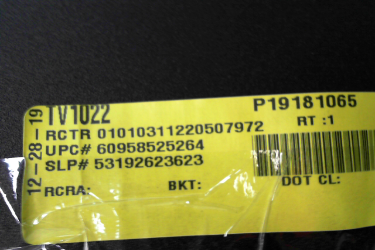 12-28-19
TV1022
P19181065
RCTR 01010311220507972
RT :1
UPC# 60958525264
SLP# 53192623623
RCRA:
BKT:
DOT CL: